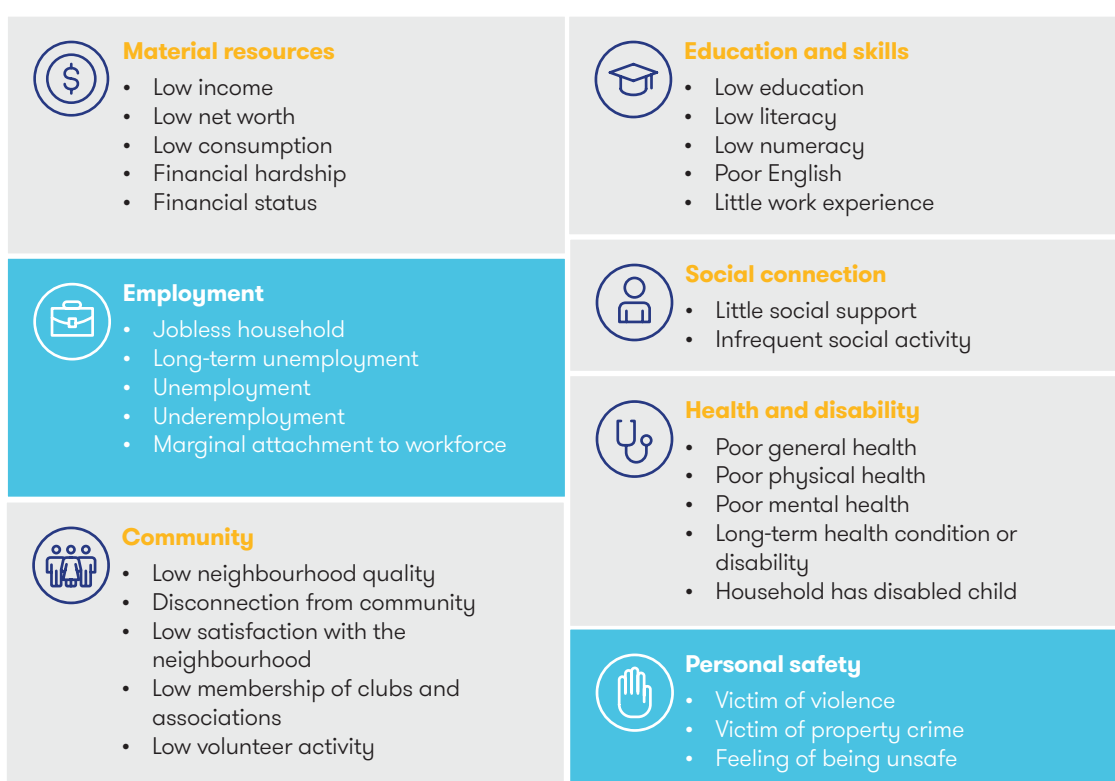 Material resources
• Low income
• Low net worth
• Low consumption
• Financial hardship
• Financial status
Employment
• Jobless household
• Long-term unemployment
• Unemployment
• Underemployment
• Marginal attachment to workforce
Community
• Low neighbourhood quality
• Disconnection from community
• Low satisfaction with the
neighbourhood
• Low membership of clubs and
associations
• Low volunteer activity
Education and skills
• Low education
• Low literacy
• Low numeracy
• Poor English
• Little work experience
Social connection
• Little social support
• Infrequent social activity
Health and disability
• Poor general health
• Poor physical health
• Poor mental health
• Long-term health condition or
disability
• Household has disabled child
Personal safety
• Victim of violence
• Victim of property crime
• Feeling of being unsafe